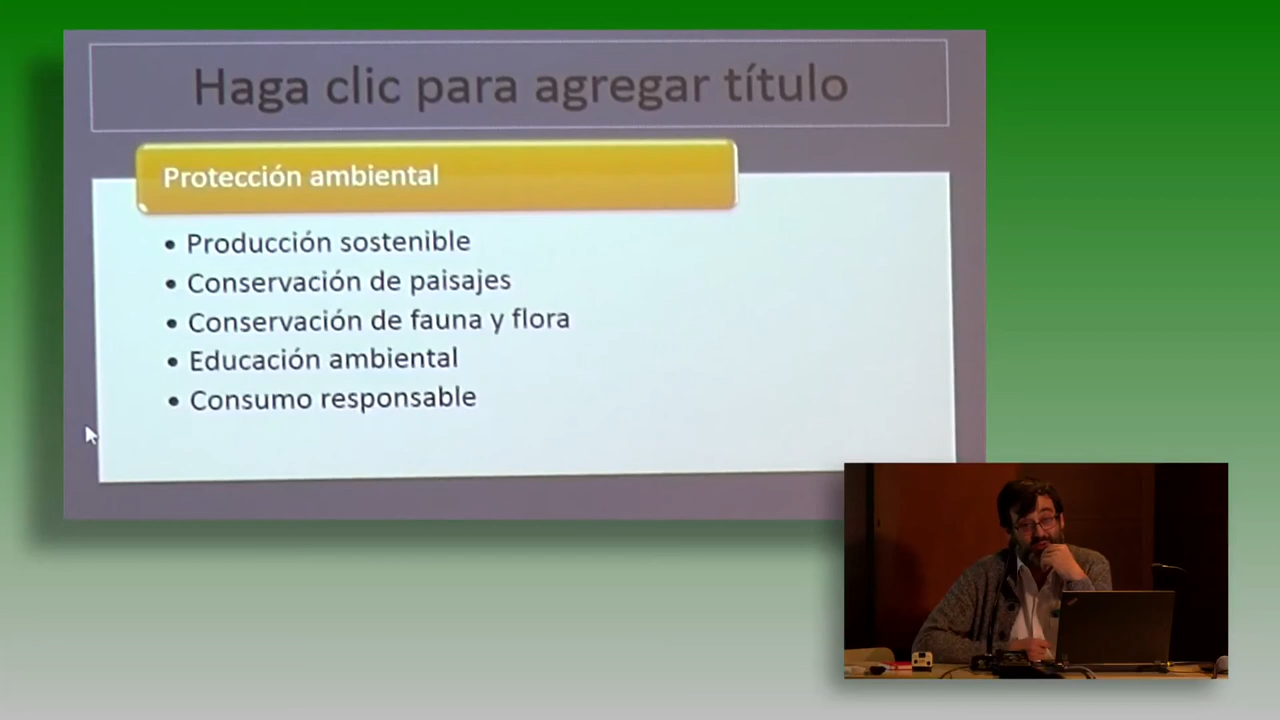 Haga clic para agregar título
Protección ambiental
• Producción sostenible
• Conservación de paisajes
• Conservación de fauna y flora
• Educación ambiental
• Consumo responsable